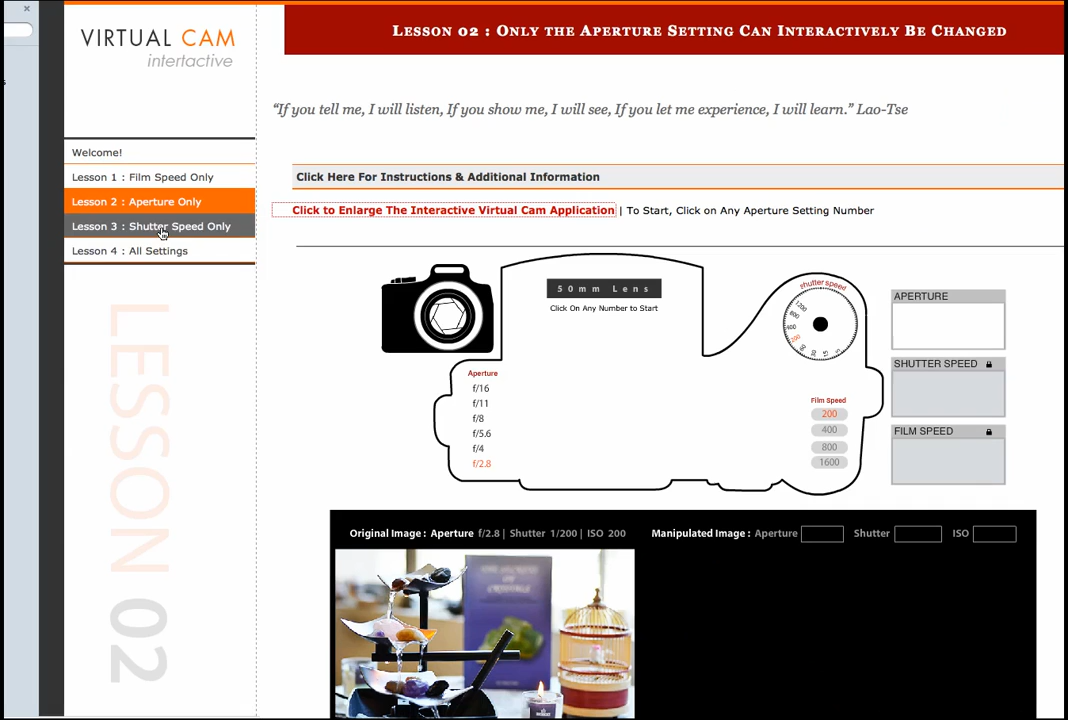 VIRTUAL CAM
intertactive
LESSON 02 : ONLY THE APERTURE SETTING CAN INTERACTIVELY BE CHANGED
“If you tell me, I will listen, If you show me, I will see, If you let me experience, I will learn.” Lao-Tse
Welcome!
Lesson 1 : Film Speed Only
Lesson 2 : Aperture Only
Lesson 3 : Shutter Speed Only
Lesson 4 : All Settings
LESSON 02
Click Here For Instructions & Additional Information
Click to Enlarge The Interactive Virtual Cam Application | To Start, Click on Any Aperture Setting Number
50mm Lens
Click On Any Number to Start
shutter speed
1200
800
400
200
Aperture
f/16
f/11
f/8
f/5.6
f/4
f/2.8
Film Speed
200
400
800
1600
APERTURE
SHUTTER SPEED
FILM SPEED
Original Image : Aperture f/2.8 | Shutter 1/200 | ISO 200
Manipulated Image : Aperture Shutter ISO